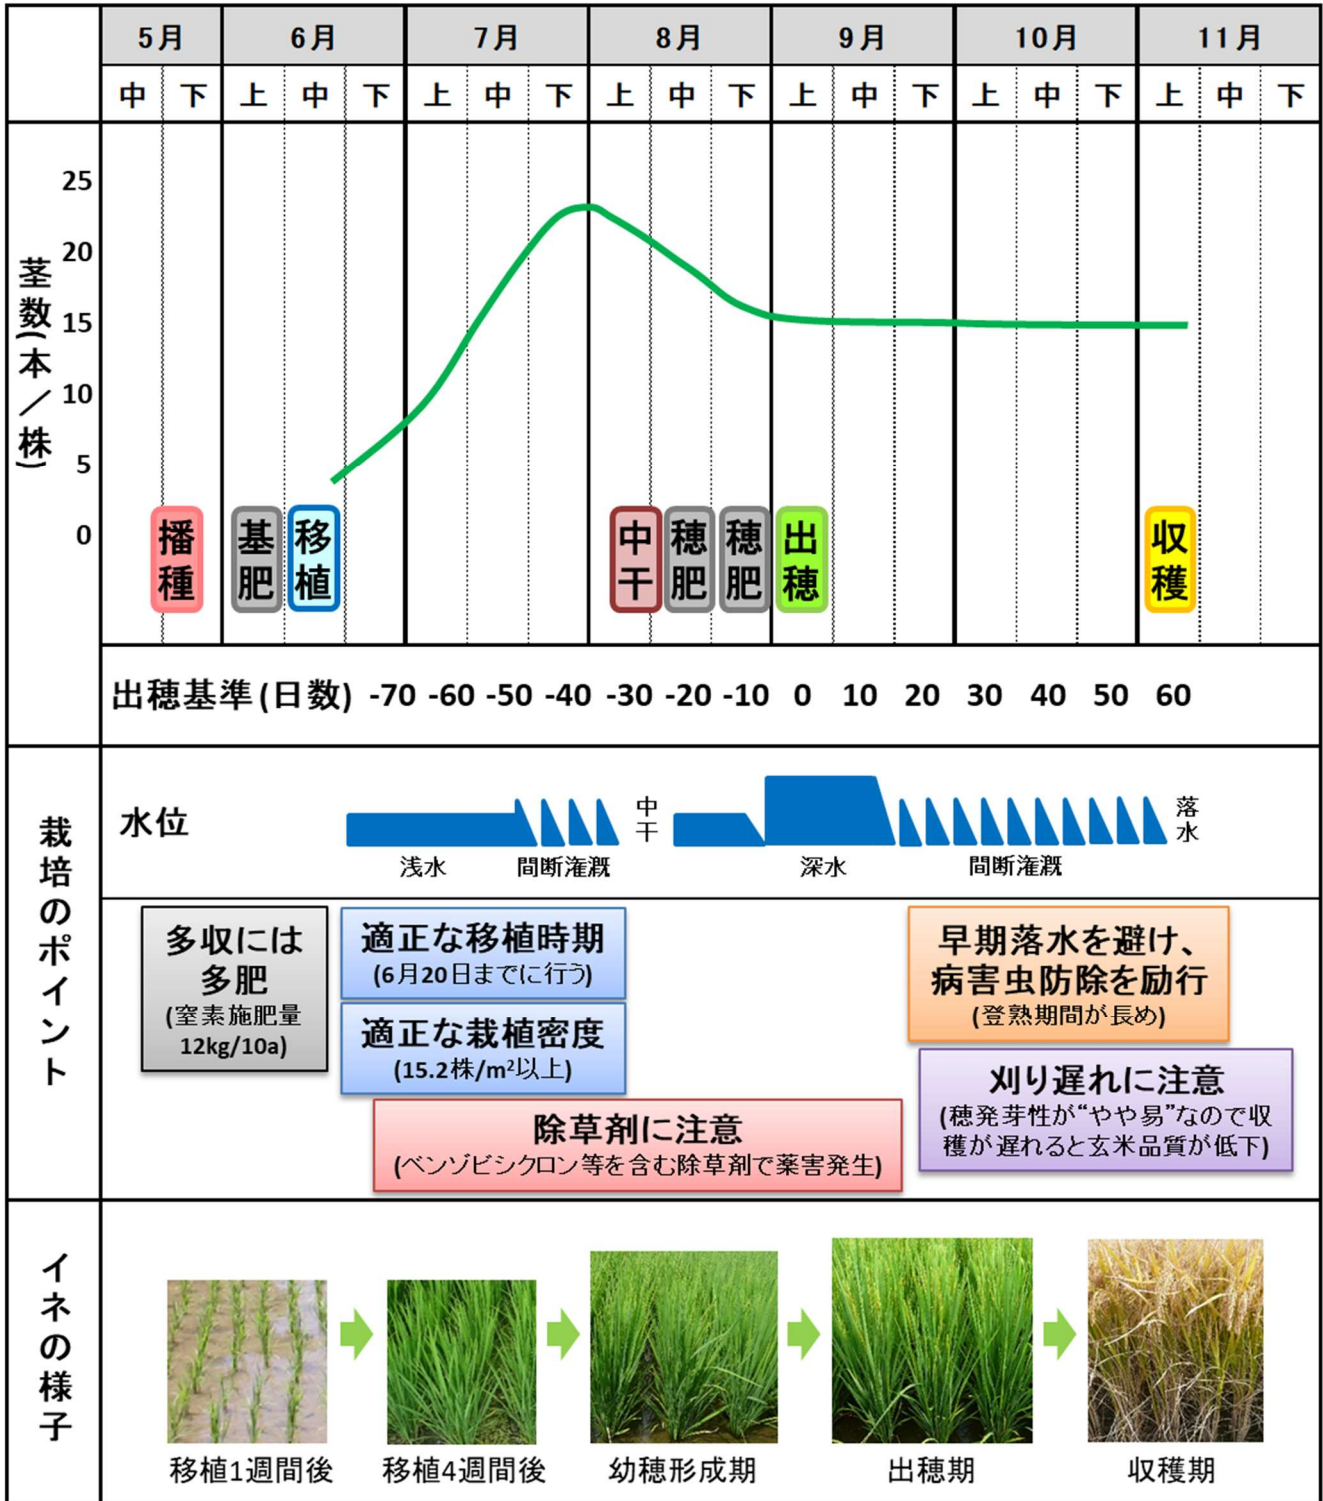 5月 6月 7月 8月 9月 10月 11月
中 下 上 中 下 上 中 下 上 中 下 上 中 下 上 中 下 上 中 下
茎数(本/株)
25
20
15
10
5
0
播種 基肥 移植 中干 穂肥 穂肥 出穂 収穫
出穂基準(日数) -70 -60 -50 -40 -30 -20 -10 0 10 20 30 40 50 60
栽培のポイント
水位
中干
落水
浅水 間断潅漑 深水 間断潅漑
多収には
多肥
(窒素施肥量
12kg/10a)
適正な移植時期
(6月20日までに行う)
適正な栽植密度
(15.2株/m²以上)
除草剤に注意
(ベンゾビシクロン等を含む除草剤で薬害発生)
早期落水を避け、
病害虫防除を励行
(登熟期間が長め)
刈り遅れに注意
(穂発芽性が“やや易”なので収
穫が遅れると玄米品質が低下)
イネの様子
移植1週間後 移植4週間後 幼穂形成期 出穂期 収穫期